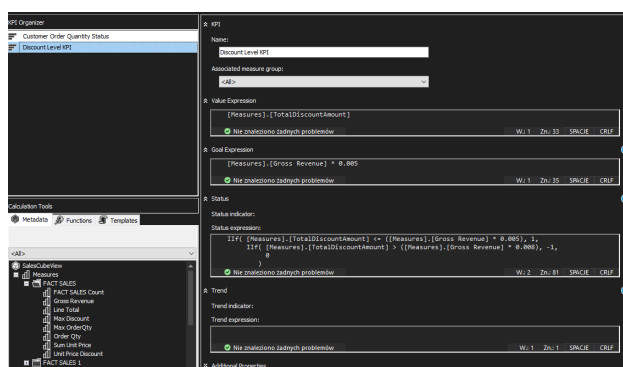 KPI Organizer
Customer Order Quantity Status
Discount Level KPI
Calculation Tools
Metadata Functions Templates
<All>
SalesCubeView
Measures
FACT SALES
FACT SALES Count
Gross Revenue
Line Total
Max Discount
Max OrderQty
Order Qty
Sum Unit Price
Unit Price Discount
FACT SALES 1
KPI
Name:
Discount Level KPI
Associated measure group:
<All>
Value Expression
[Measures].[TotalDiscountAmount]
Nie znaleziono żadnych problemów W.: 1 Zn.: 33 SPACJE CRLF
Goal Expression
[Measures].[Gross Revenue] * 0.005
Nie znaleziono żadnych problemów W.: 1 Zn.: 35 SPACJE CRLF
Status
Status indicator:
Status expression:
IIf( [Measures].[TotalDiscountAmount] <= ([Measures].[Gross Revenue] * 0.005), 1,
IIf( [Measures].[TotalDiscountAmount] > ([Measures].[Gross Revenue] * 0.008), -1,
0
)
Nie znaleziono żadnych problemów W.: 2 Zn.: 81 SPACJE CRLF
Trend
Trend indicator:
Trend expression:
Nie znaleziono żadnych problemów W.: 1 Zn.: 1 SPACJE CRLF
Additional Properties